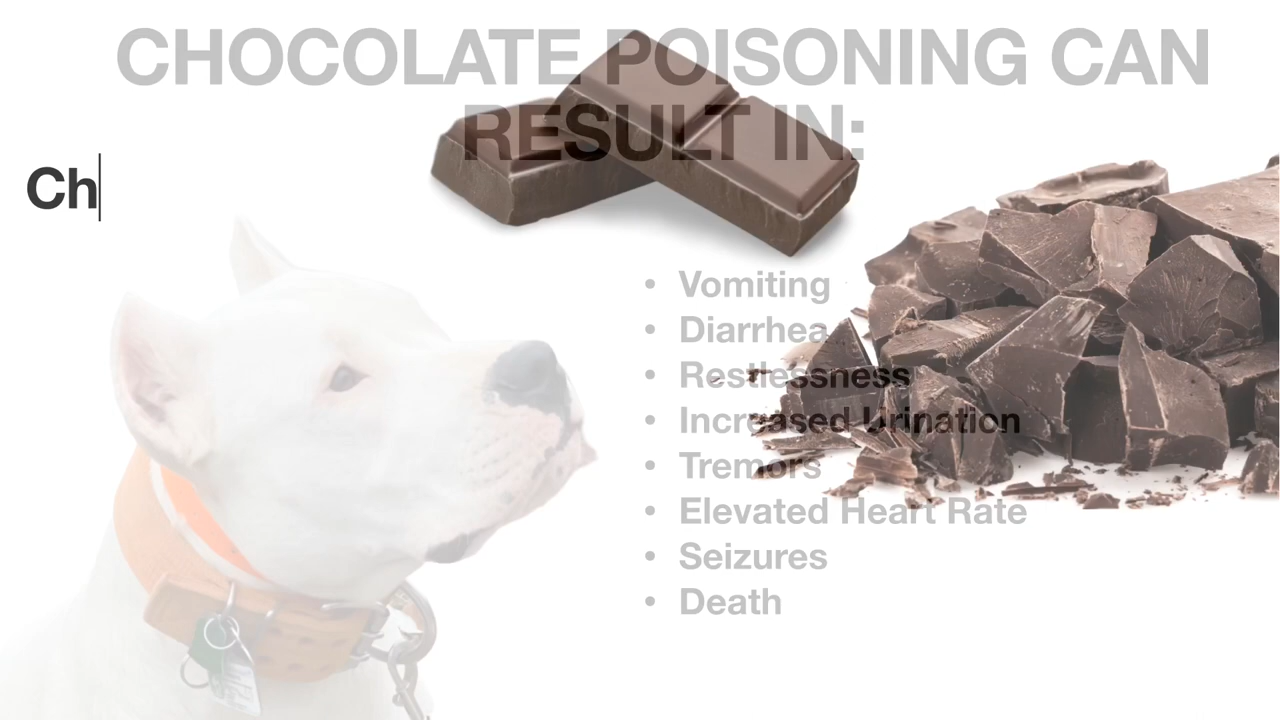 CHOCOLATE POISONING CAN
RESULT IN:
Ch
• Vomiting
• Diarrhea
• Restlessness
• Increased Urination
• Tremors
• Elevated Heart Rate
• Seizures
• Death